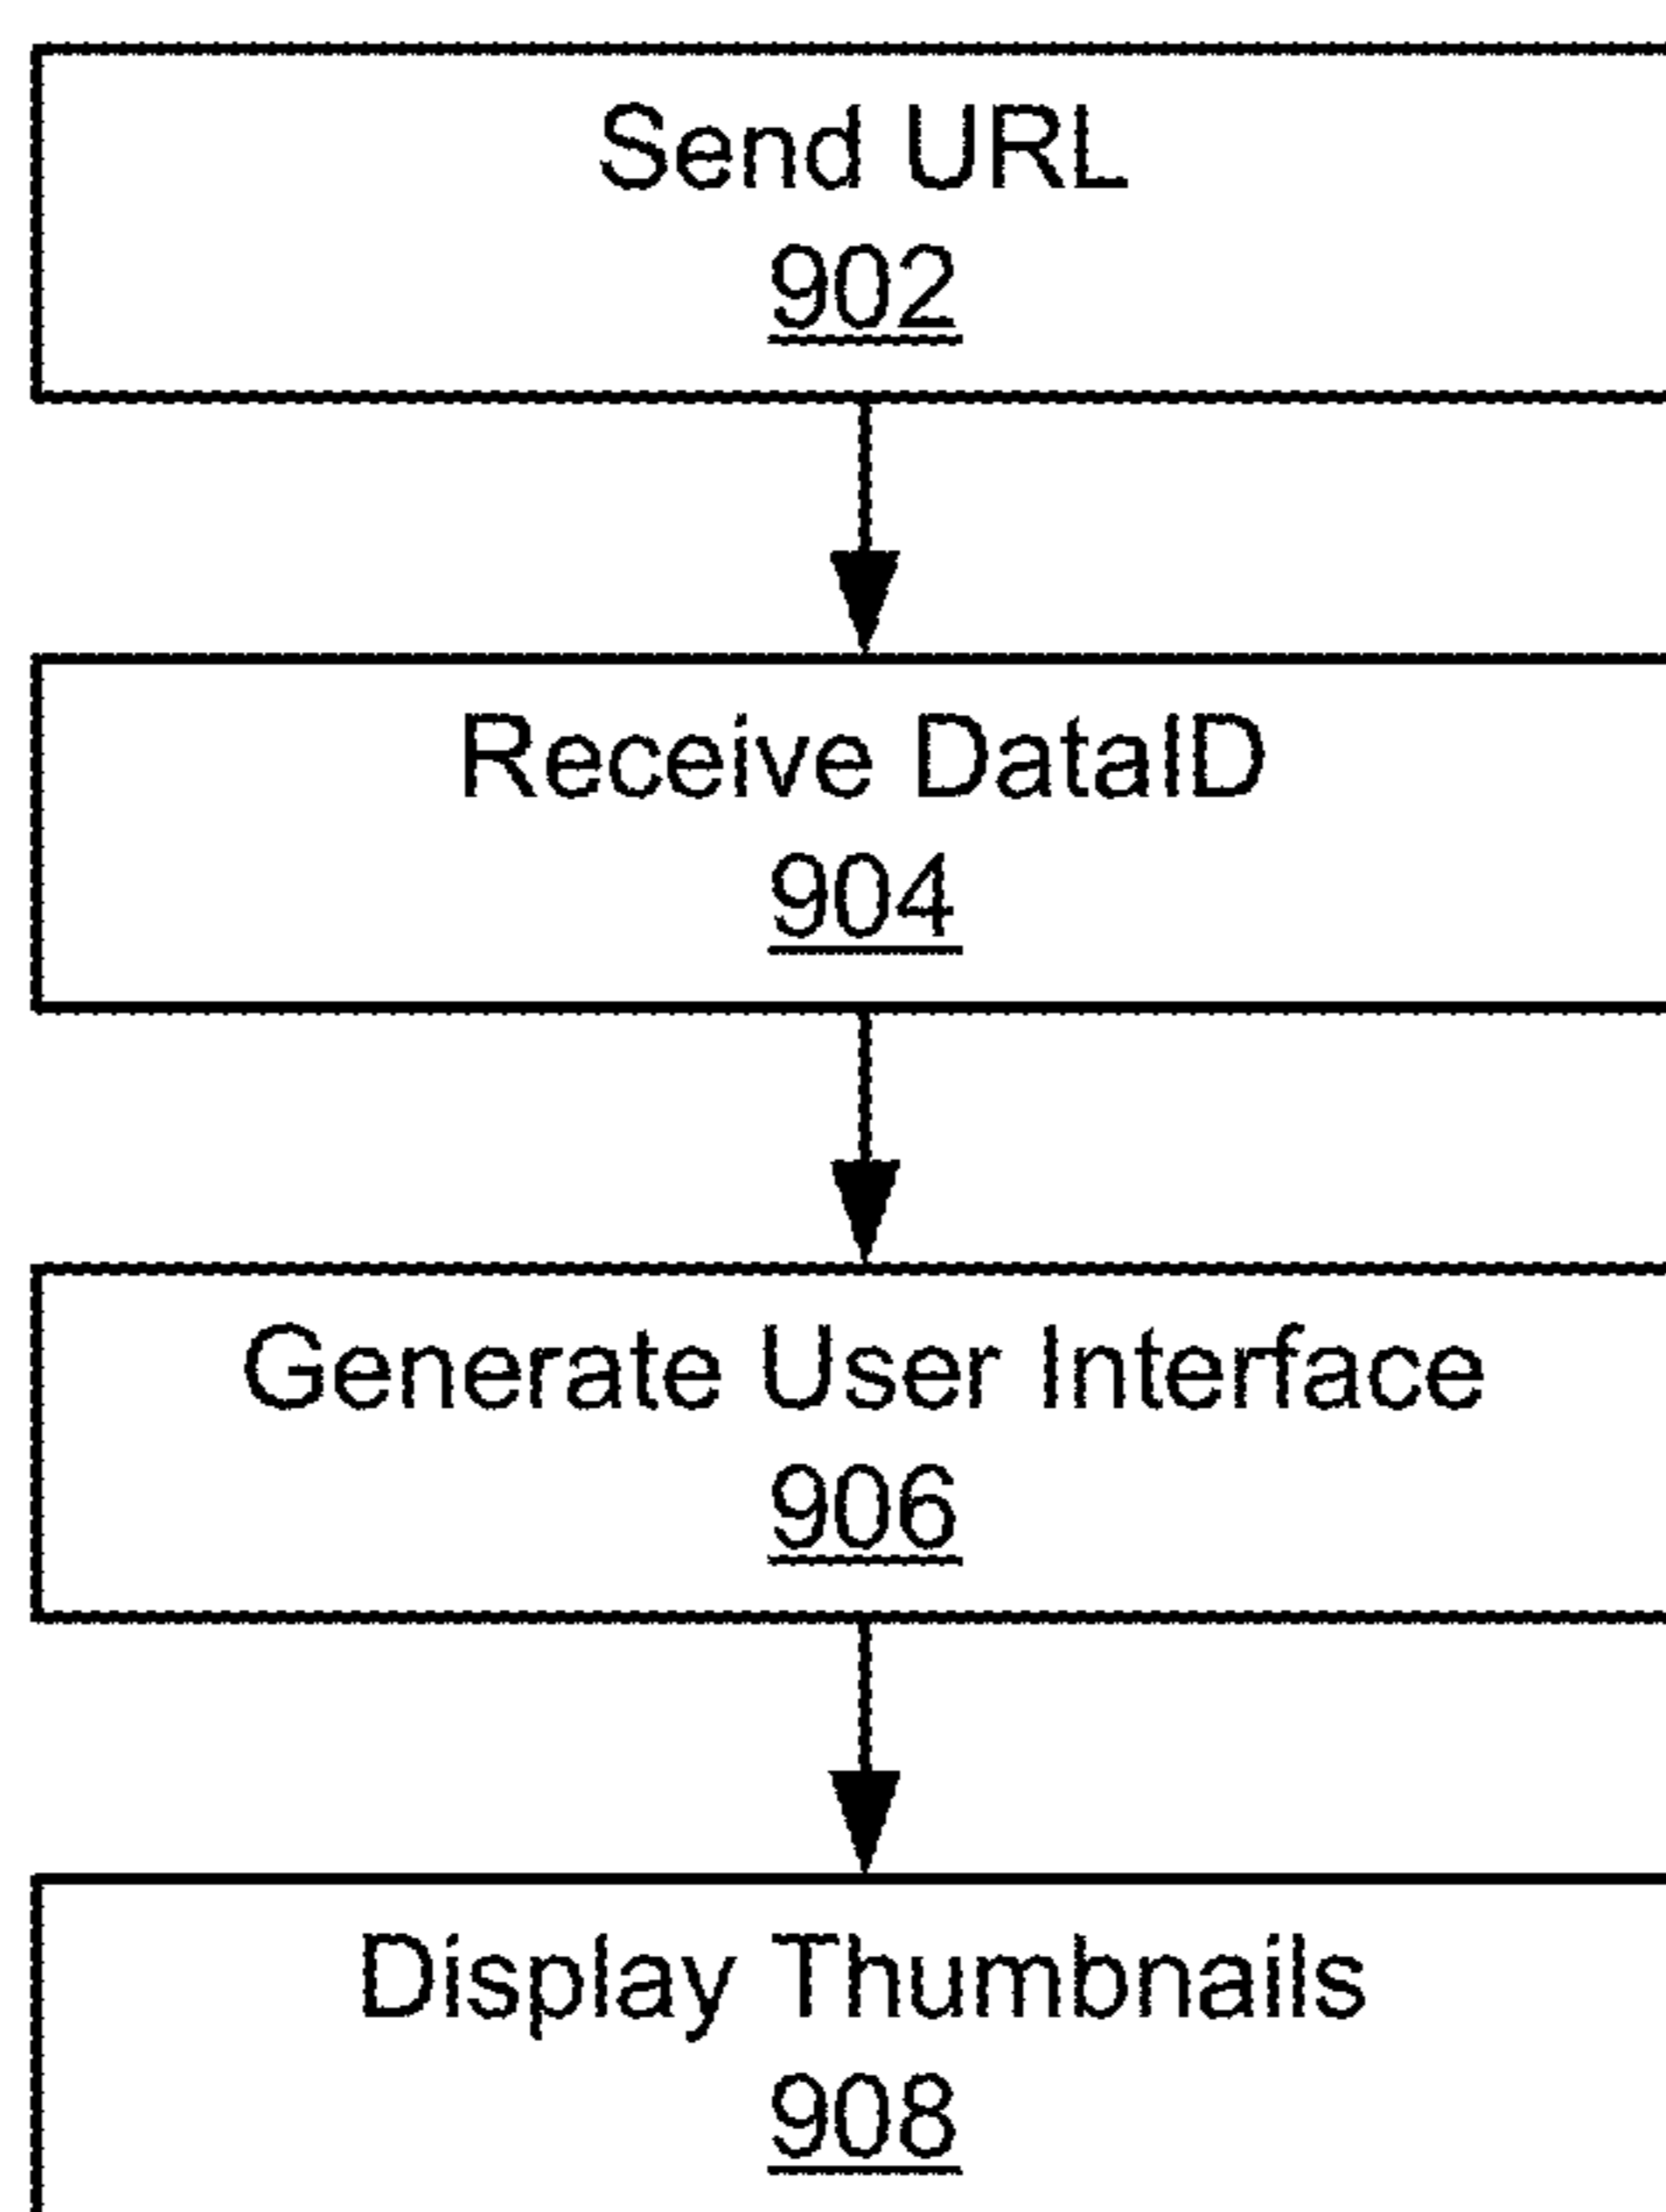 Send URL
902
Receive DataID
904
Generate User Interface
906
Display Thumbnails
908